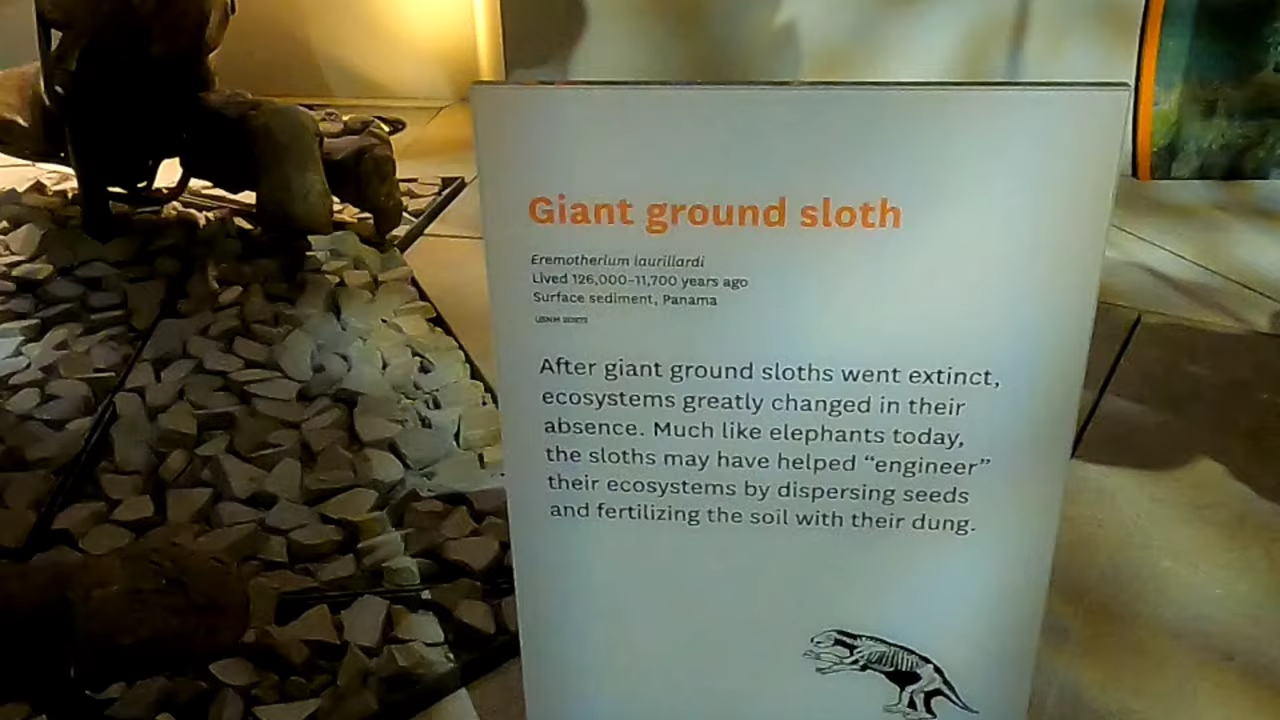 Giant ground sloth
Eremotherium laurillardi
Lived 126,000–11,700 years ago
Surface sediment, Panama
USNM
After giant ground sloths went extinct,
ecosystems greatly changed in their
absence. Much like elephants today,
the sloths may have helped “engineer”
their ecosystems by dispersing seeds
and fertilizing the soil with their dung.